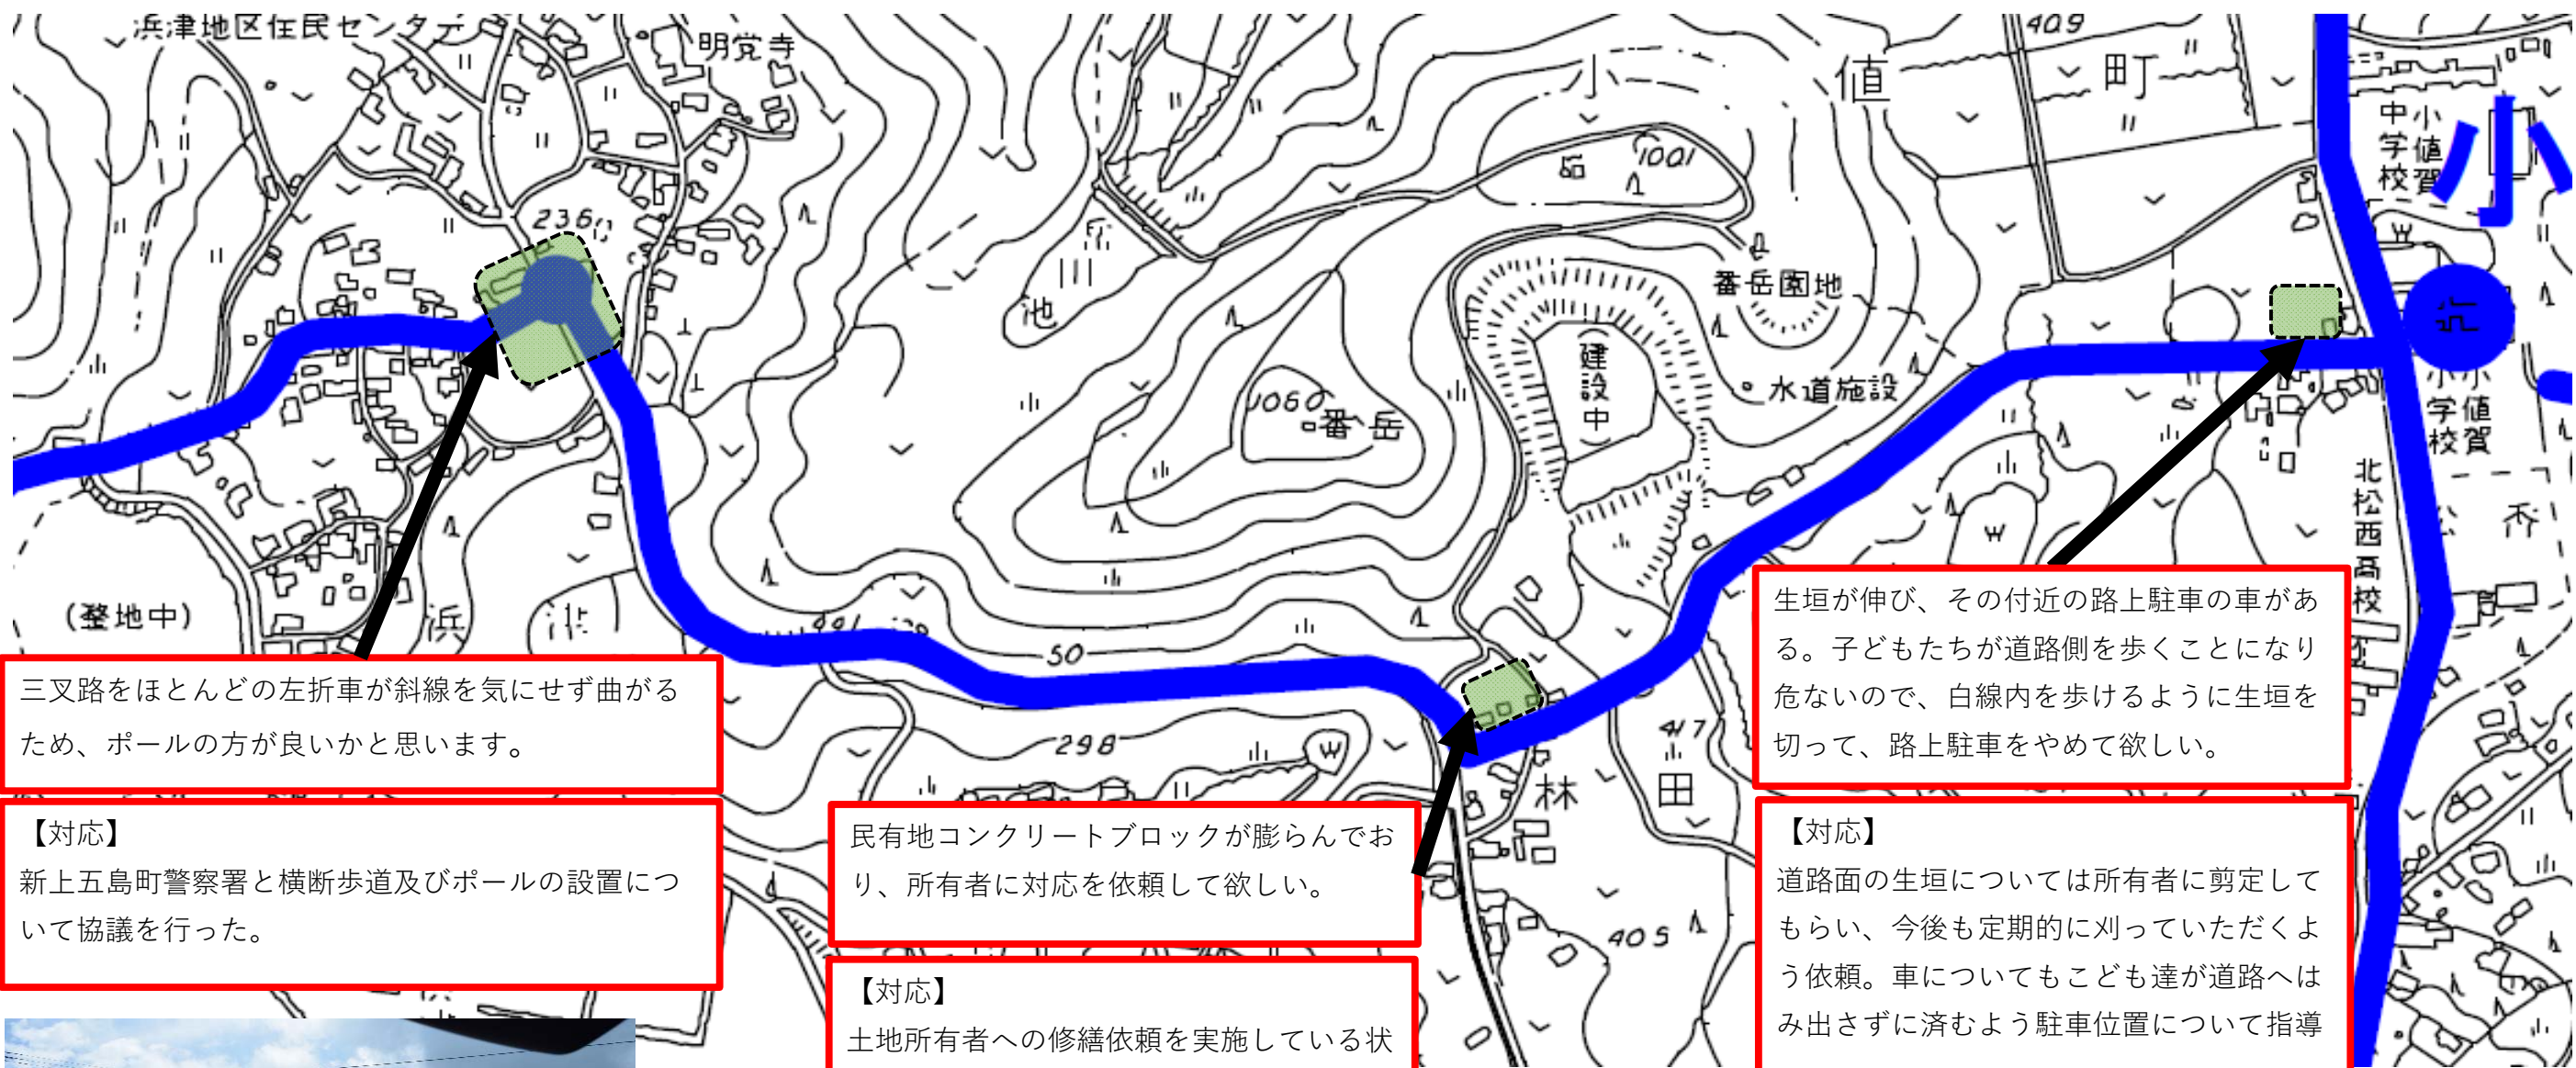 浜津地区住民センター
明覚寺
小
値
町
409
小値賀
中学校
小
236
1001
番岳園地
建設中
水道施設
池
1060
番岳
小値賀
小学校
北松西高校
(整地中)
浜
50
298
林
田
417
405
三叉路をほとんどの左折車が斜線を気にせず曲がる
ため、ポールの方が良いかと思います。
【対応】
新上五島町警察署と横断歩道及びポールの設置につ
いて協議を行った。
民有地コンクリートブロックが膨らんでお
り、所有者に対応を依頼して欲しい。
【対応】
土地所有者への修繕依頼を実施している状
生垣が伸び、その付近の路上駐車の車があ
る。子どもたちが道路側を歩くことになり
危ないので、白線内を歩けるように生垣を
切って、路上駐車をやめて欲しい。
【対応】
道路面の生垣については所有者に剪定して
もらい、今後も定期的に刈っていただくよ
う依頼。車についてもこども達が道路へは
み出さずに済むよう駐車位置について指導